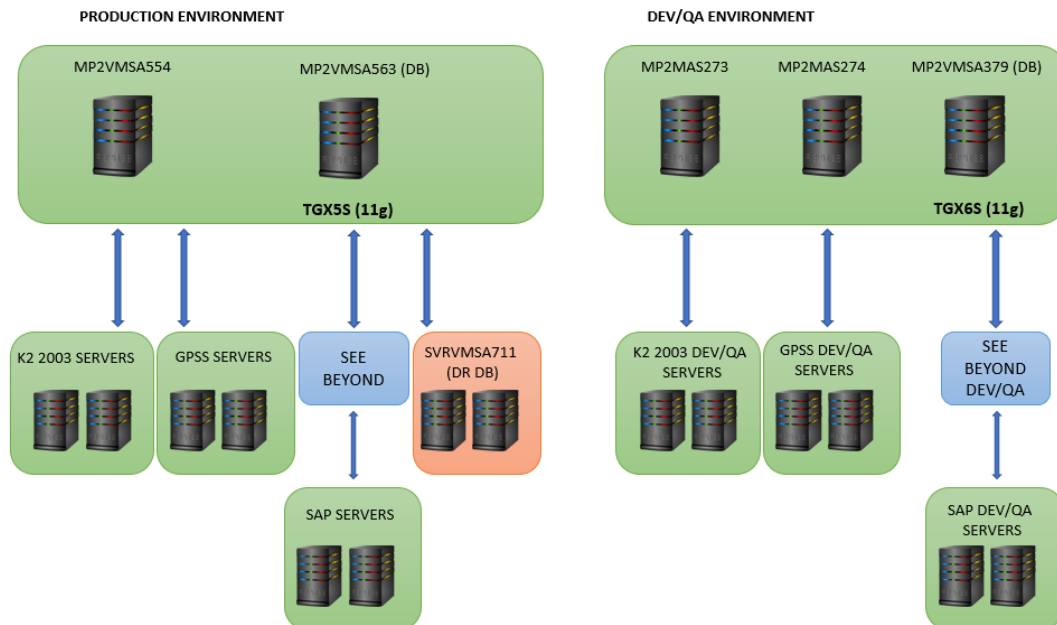 PRODUCTION ENVIRONMENT
MP2VMSA554
MP2VMSA563 (DB)
TGX5S (11g)
K2 2003 SERVERS
GPSS SERVERS
SEE
BEYOND
SVRVMSA711
(DR DB)
SAP SERVERS
DEV/QA ENVIRONMENT
MP2MAS273
MP2MAS274
MP2VMSA379 (DB)
TGX6S (11g)
K2 2003 DEV/QA
SERVERS
GPSS DEV/QA
SERVERS
SEE
BEYOND
DEV/QA
SAP DEV/QA
SERVERS